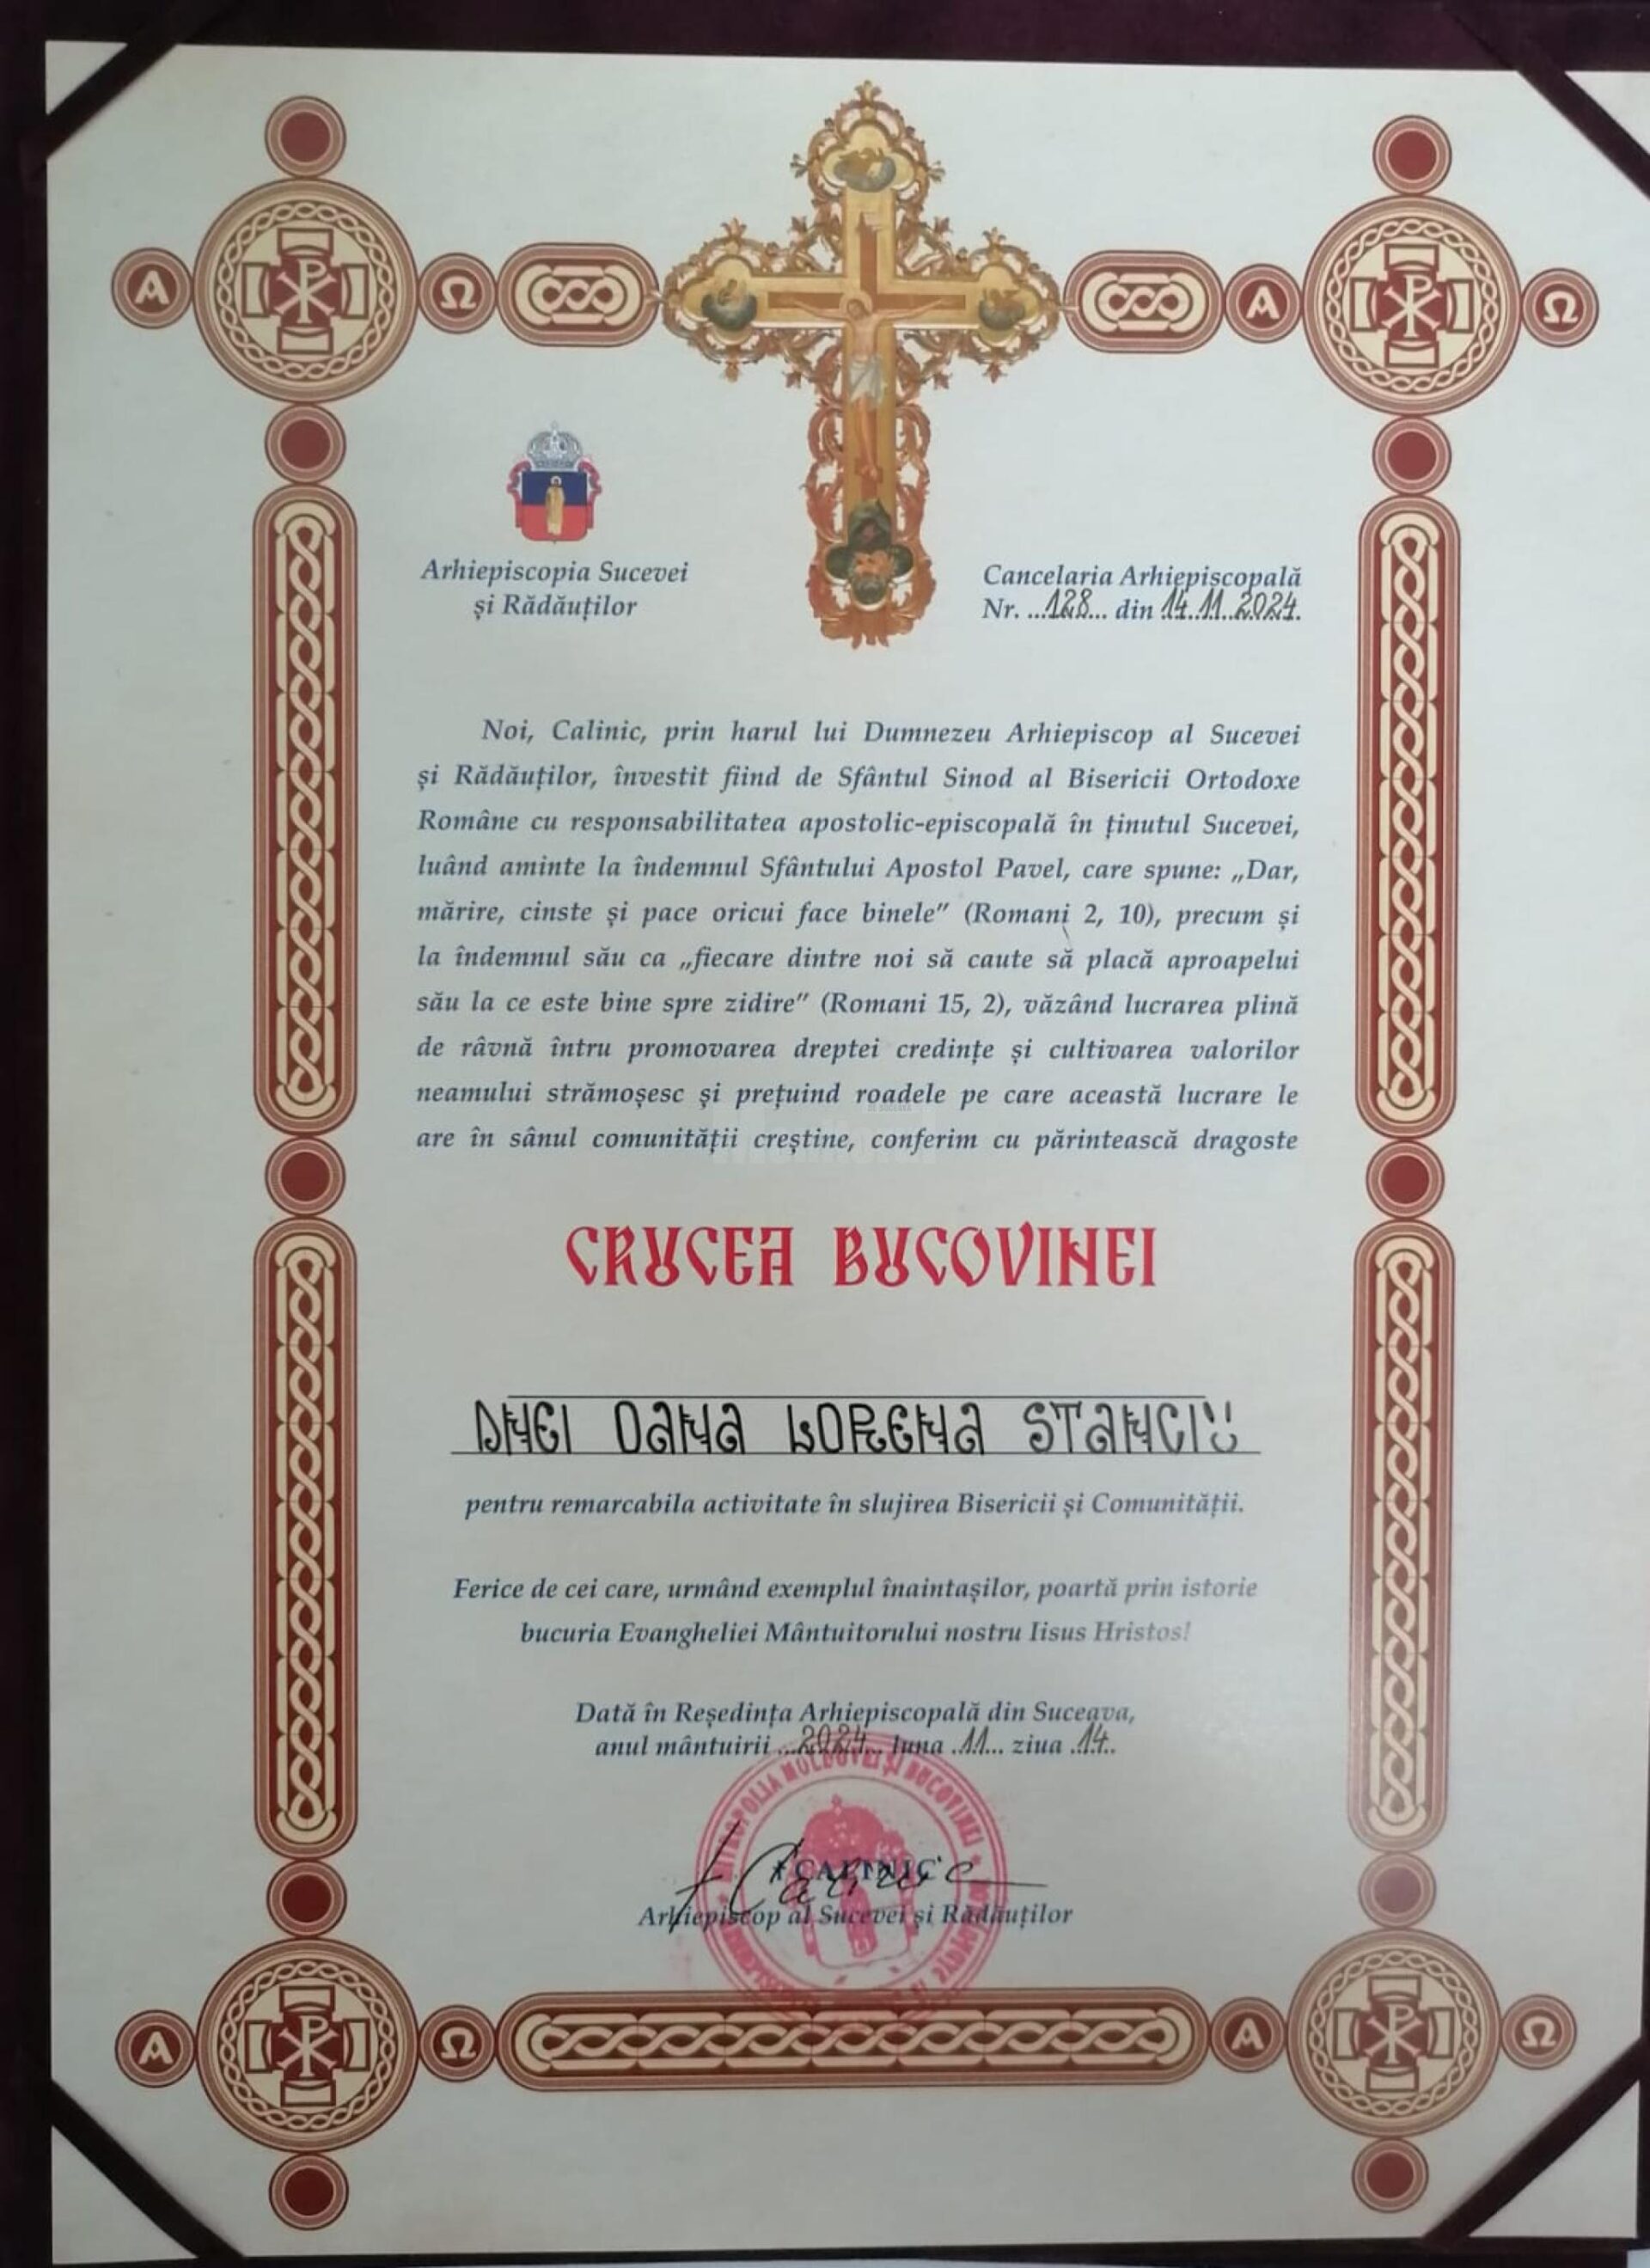 Arhiepiscopia Sucevei
și Rădăuților
Cancelaria Arhiepiscopală
Nr. ...128... din 14.11.2024.
Noi, Calinic, prin harul lui Dumnezeu Arhiepiscop al Sucevei
și Rădăuților, învestit fiind de Sfântul Sinod al Bisericii Ortodoxe
Române cu responsabilitatea apostolic-episcopală în ținutul Sucevei,
luând aminte la îndemnul Sfântului Apostol Pavel, care spune: „Dar,
mărire, cinste și pace oricui face binele” (Romani 2, 10), precum și
la îndemnul său ca „fiecare dintre noi să caute să placă aproapelui
său la ce este bine spre zidire” (Romani 15, 2), văzând lucrarea plină
de râvnă întru promovarea dreptei credințe și cultivarea valorilor
neamului strămoșesc și prețuind roadele pe care această lucrare le
are în sânul comunității creștine, conferim cu părintească dragoste
CRUCEA BUCOVINEI
DNEI OANA LORENA STANCIU
pentru remarcabila activitate în slujirea Bisericii și Comunității.
Ferice de cei care, urmând exemplul înaintașilor, poartă prin istorie
bucuria Evangheliei Mântuitorului nostru Iisus Hristos!
Dată în Reședința Arhiepiscopală din Suceava,
anul mântuirii ...2024... luna .11... ziua .14..
MOLDOVEI ȘI BUCOVINEI
† CALINIC
Arhiepiscop al Sucevei și Rădăuților
Α Ω Α Ω
Α Ω Α Ω